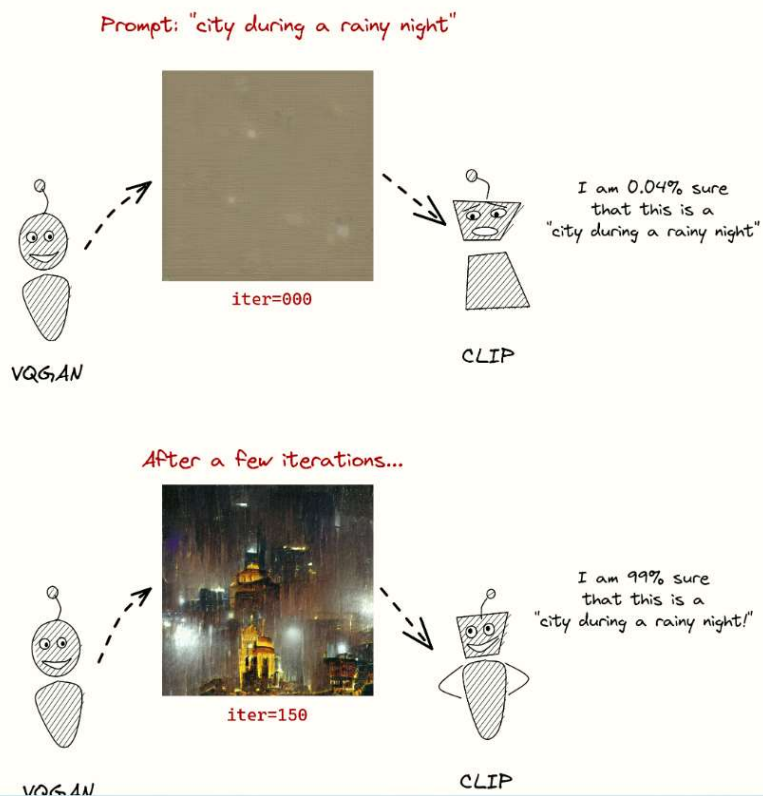 Prompt: "city during a rainy night"
I am 0.04% sure
that this is a
"city during a rainy night"
iter=000
VQGAN
CLIP
After a few iterations...
I am 99% sure
that this is a
"city during a rainy night!"
iter=150
VQGAN
CLIP